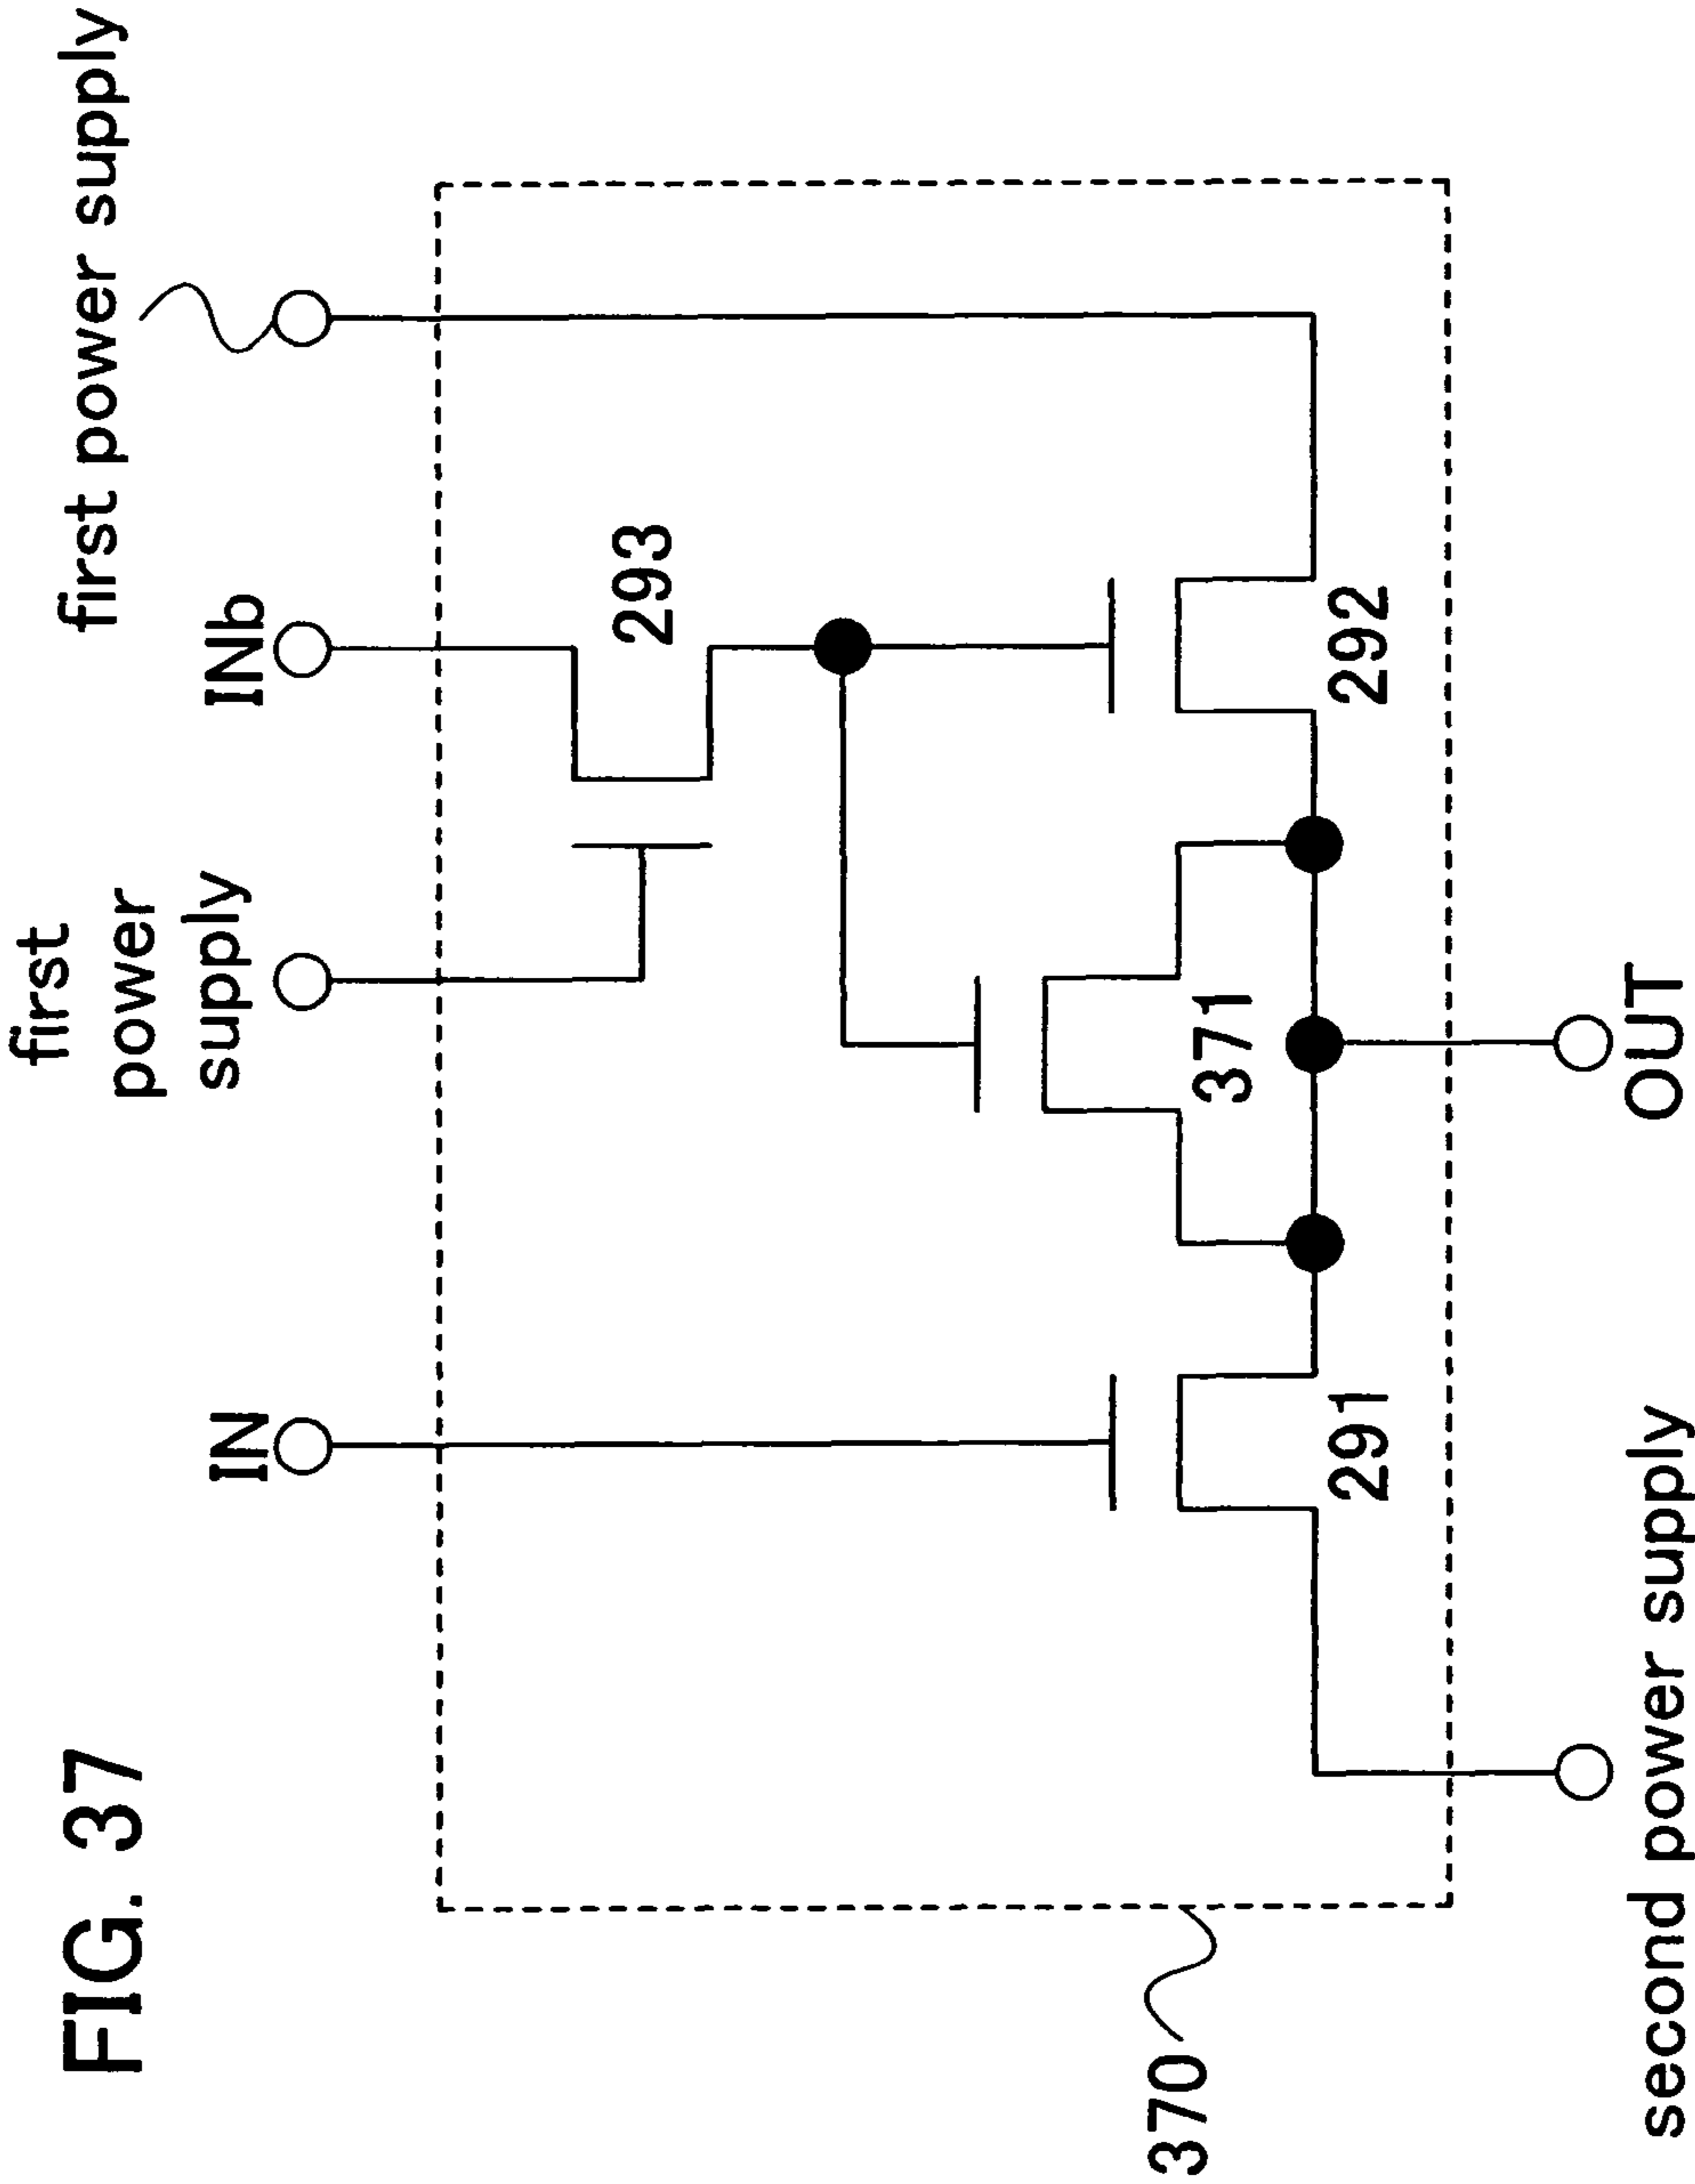 FIG. 37
first
power
supply
first power supply
IN
INb
293
371
291
292
370
OUT
second power supply